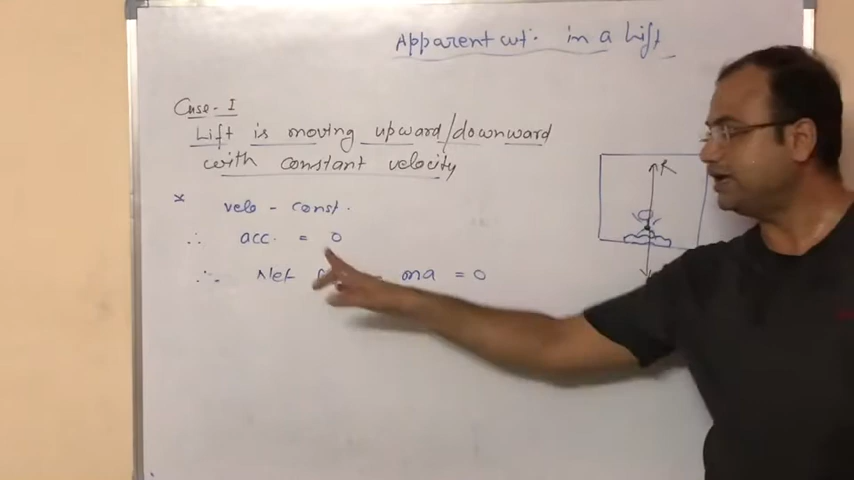 Apparent wt. in a Lift
Case-I
Lift is moving upward/downward
with constant velocity
* velo - const.
∴ acc. = 0
∴ Net = ma = 0
R